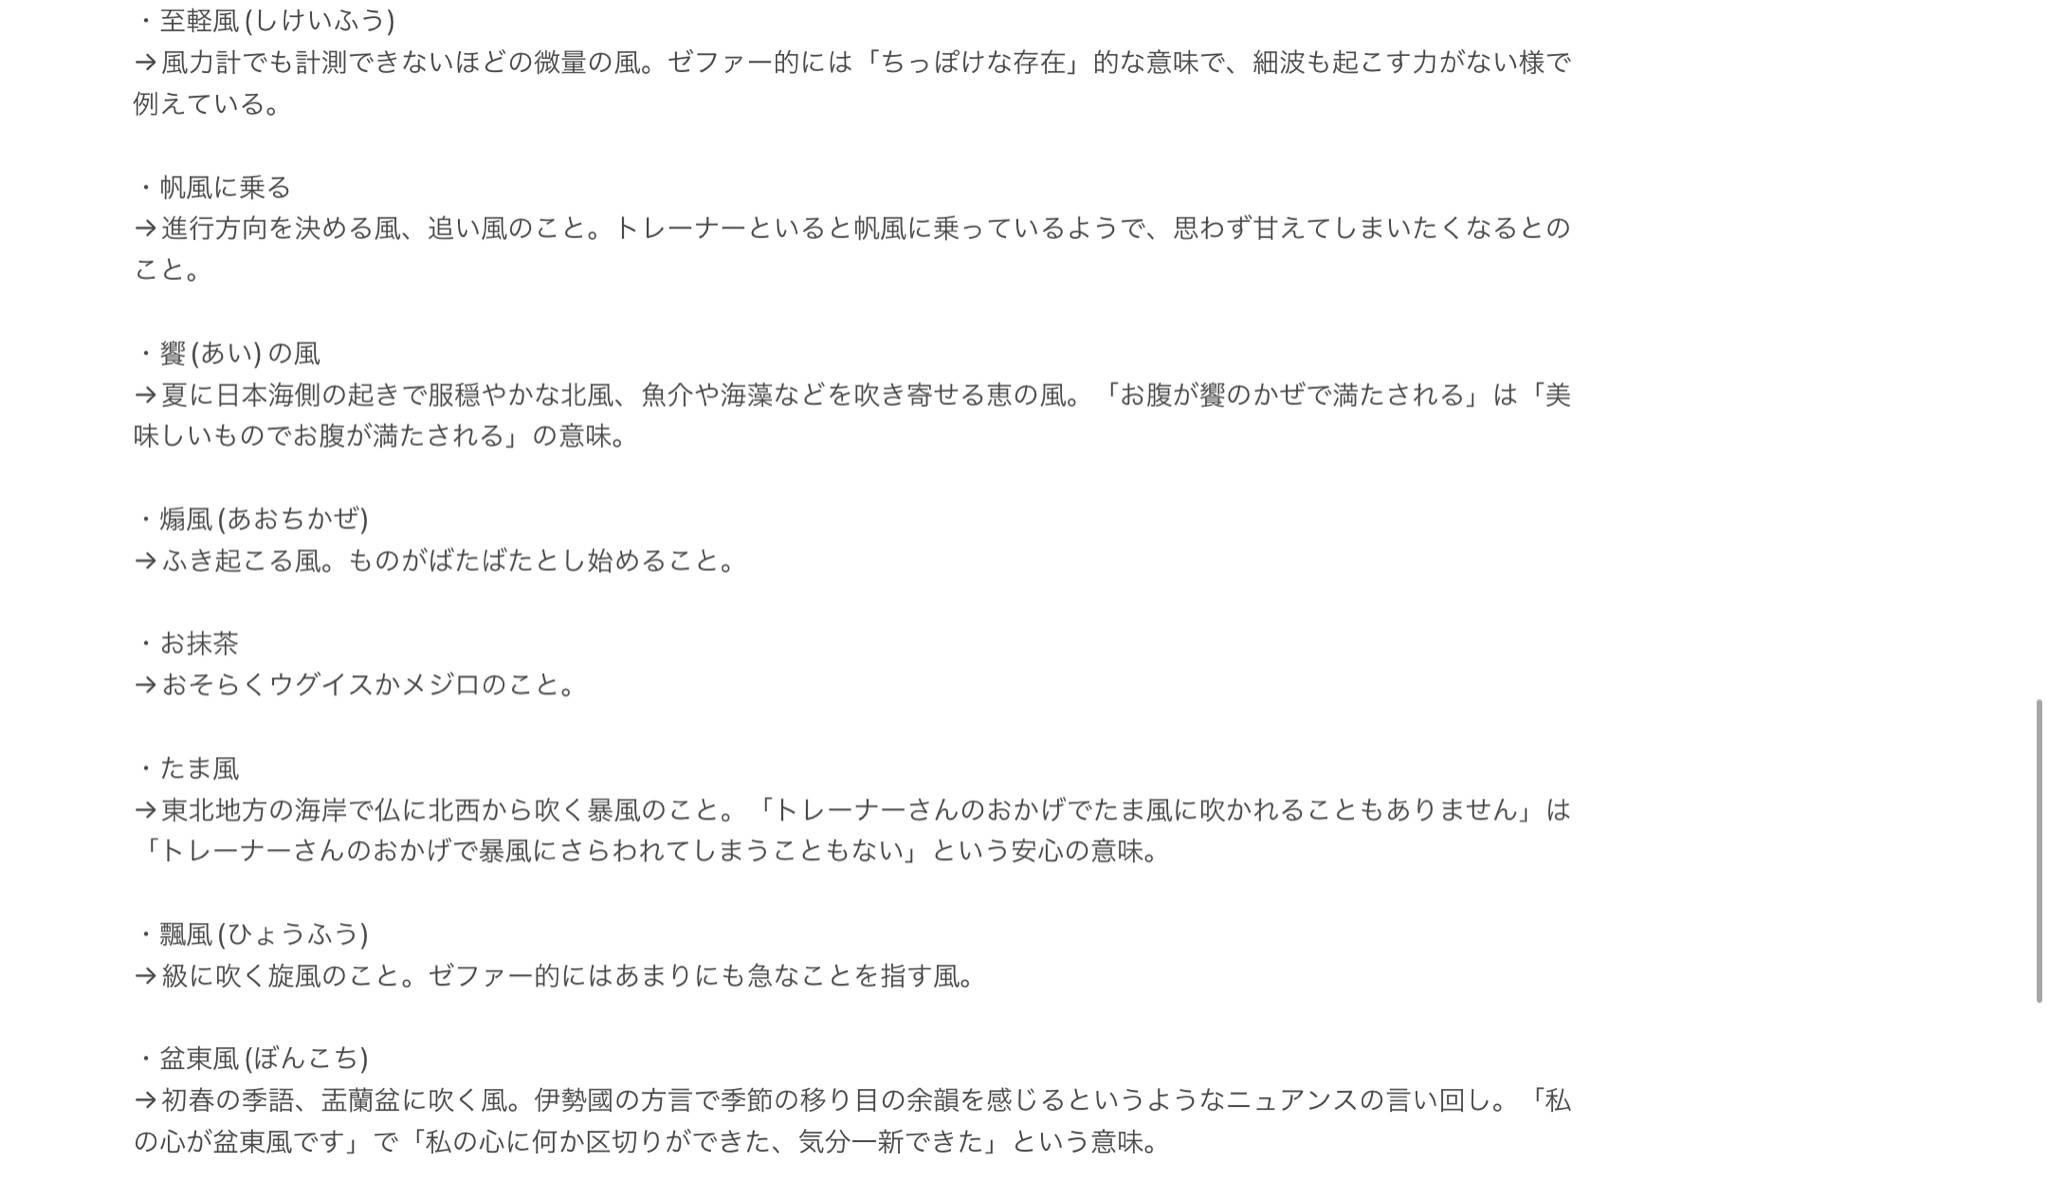 ・至軽風(しけいふう)
→風力計でも計測できないほどの微量の風。ゼファー的には「ちっぽけな存在」的な意味で、細波も起こす力がない様で
例えている。
・帆風に乗る
→進行方向を決める風、追い風のこと。トレーナーといると帆風に乗っているようで、思わず甘えてしまいたくなるとの
こと。
・饗(あい)の風
→夏に日本海側の起きで服穏やかな北風、魚介や海藻などを吹き寄せる恵の風。「お腹が饗のかぜで満たされる」は「美
味しいものでお腹が満たされる」の意味。
・煽風(あおちかぜ)
→ふき起こる風。ものがばたばたとし始めること。
・お抹茶
→おそらくウグイスかメジロのこと。
・たま風
→東北地方の海岸で仏に北西から吹く暴風のこと。「トレーナーさんのおかげでたま風に吹かれることもありません」は
「トレーナーさんのおかげで暴風にさらわれてしまうこともない」という安心の意味。
・飄風(ひょうふう)
→級に吹く旋風のこと。ゼファー的にはあまりにも急なことを指す風。
・盆東風(ぼんこち)
→初春の季語、盂蘭盆に吹く風。伊勢國の方言で季節の移り目の余韻を感じるというようなニュアンスの言い回し。「私
の心が盆東風です」で「私の心に何か区切りができた、気分一新できた」という意味。